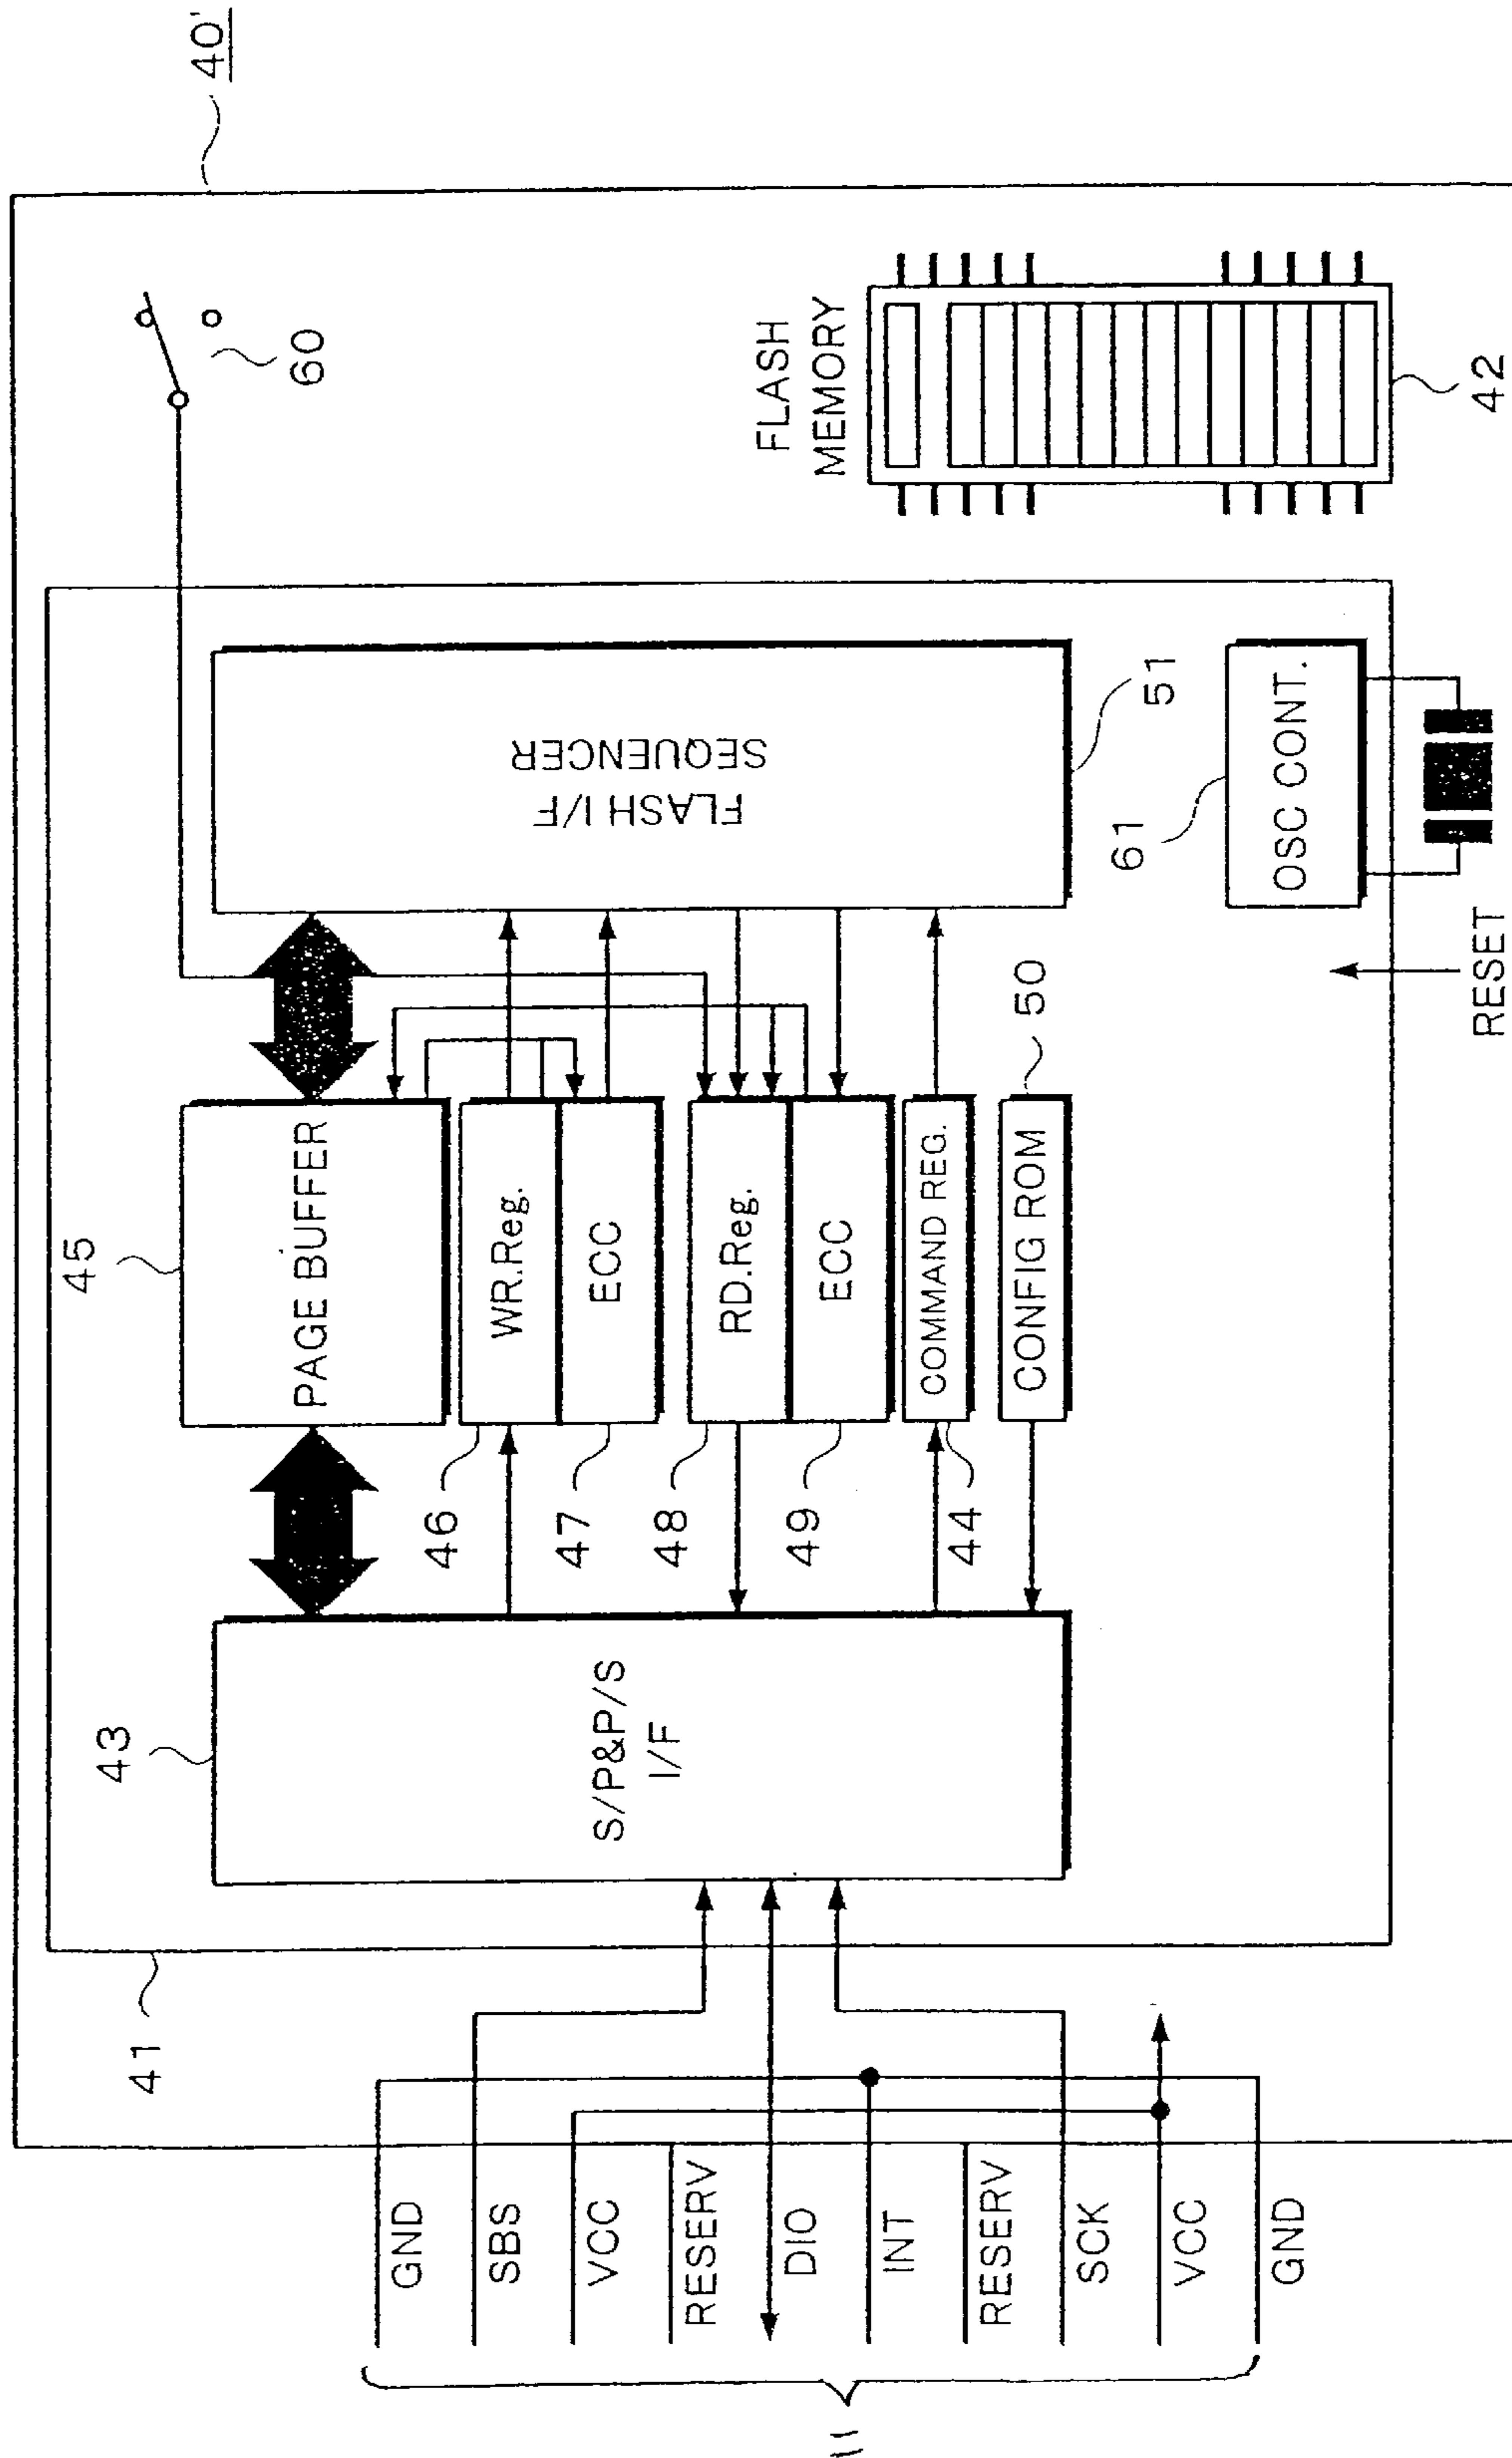 40'
60
FLASH
MEMORY
42
41
43
S/P&P/S
I/F
45
PAGE BUFFER
46
WR.Reg.
47
ECC
48
RD.Reg.
49
ECC
44
COMMAND REG.
50
CONFIG ROM
FLASH I/F
SEQUENCER
51
61
OSC CONT.
RESET
11
GND
SBS
VCC
RESERV
DIO
INT
RESERV
SCK
VCC
GND